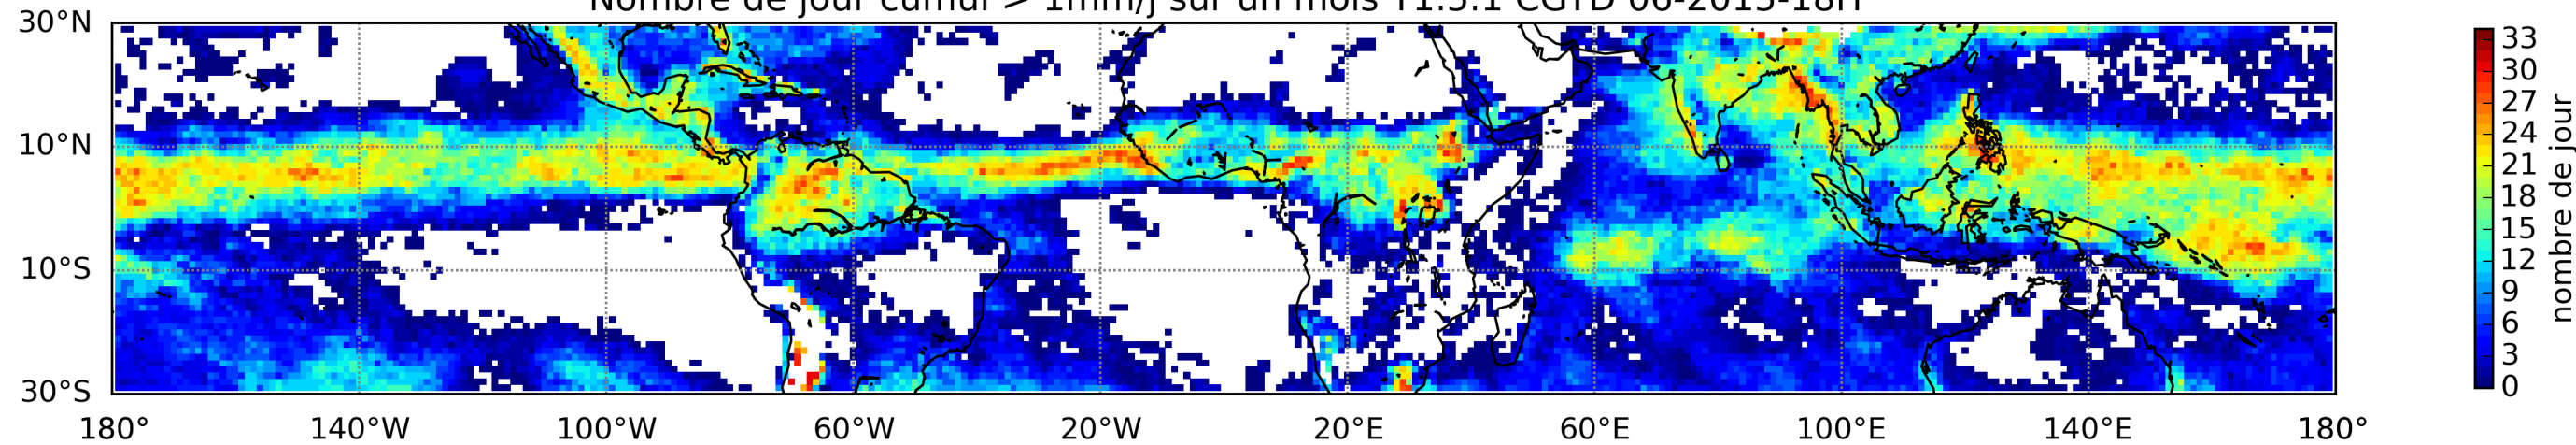 Nombre de jour cumul > 1mm/j sur un mois T1.5.1 CGTD 06-2015-18H
30°N
10°N
10°S
30°S
180°
140°W
100°W
60°W
20°W
20°E
60°E
100°E
140°E
180°
33
30
27
24
21
18
15
12
9
6
3
0
nombre de jour